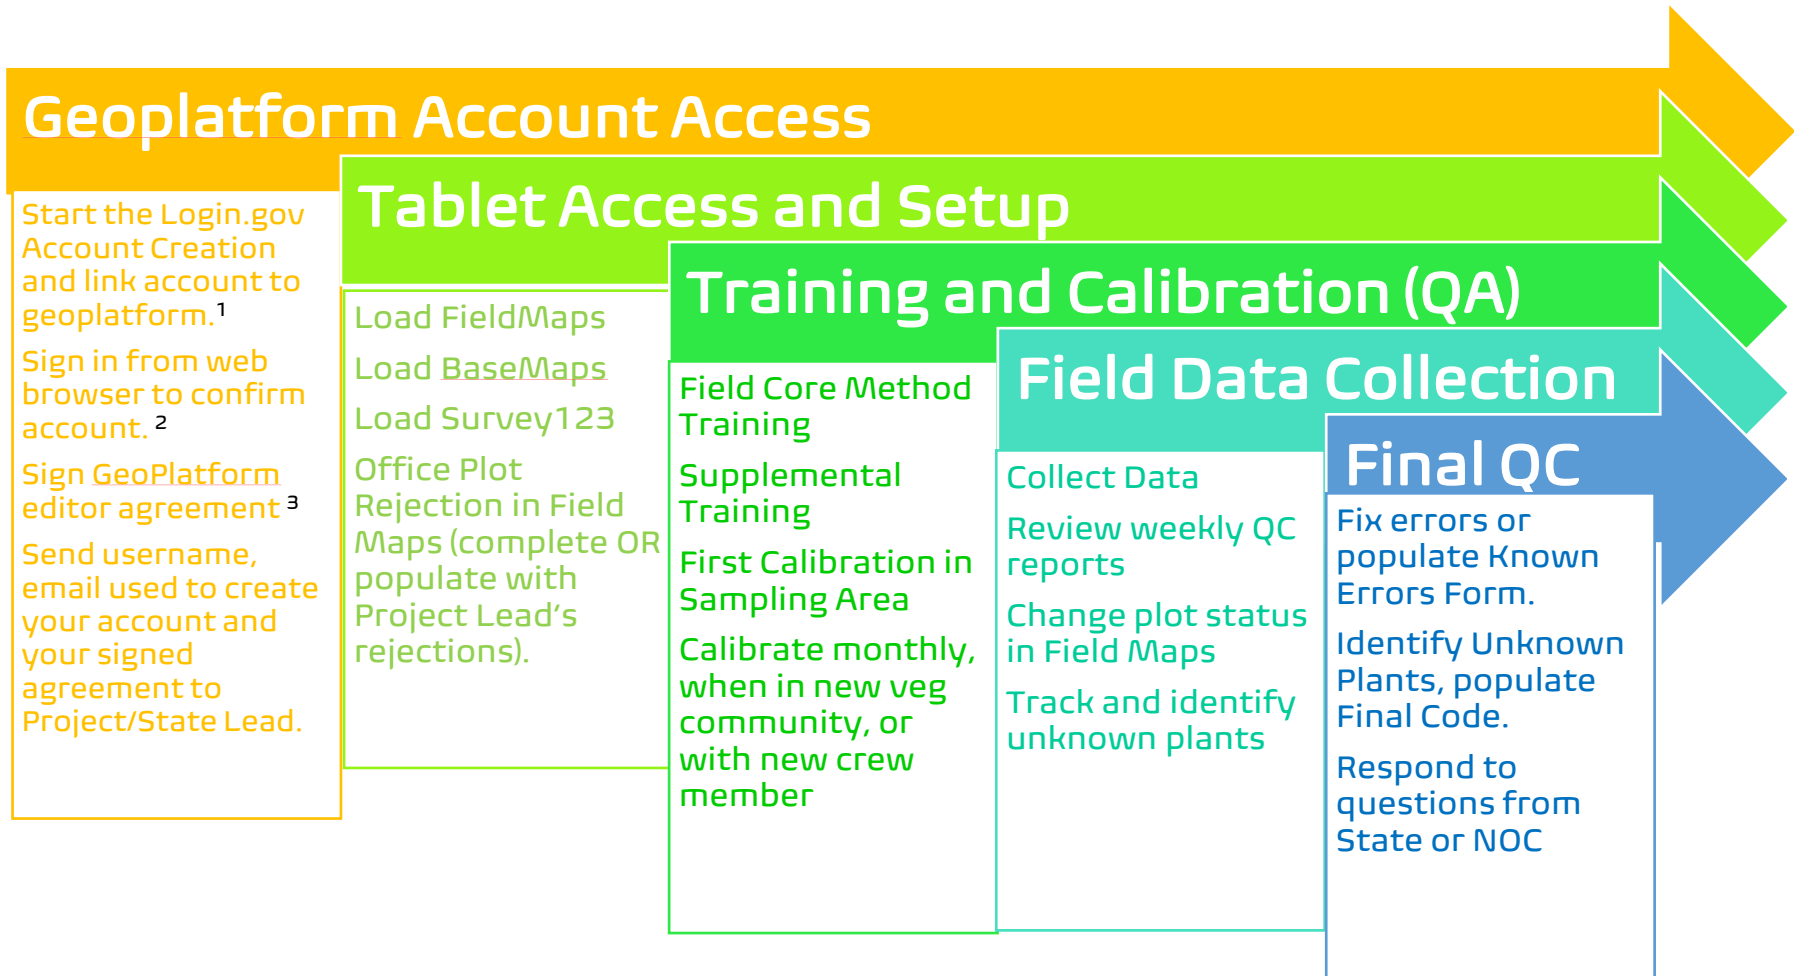 Geoplatform Account Access
Start the Login.gov
Account Creation
and link account to
geoplatform.1
Sign in from web
browser to confirm
account. 2
Sign GeoPlatform
editor agreement 3
Send username,
email used to create
your account and
your signed
agreement to
Project/State Lead.
Tablet Access and Setup
Load FieldMaps
Load BaseMaps
Load Survey123
Office Plot
Rejection in Field
Maps (complete OR
populate with
Project Lead’s
rejections).
Training and Calibration (QA)
Field Core Method
Training
Supplemental
Training
First Calibration in
Sampling Area
Calibrate monthly,
when in new veg
community, or
with new crew
member
Field Data Collection
Collect Data
Review weekly QC
reports
Change plot status
in Field Maps
Track and identify
unknown plants
Final QC
Fix errors or
populate Known
Errors Form.
Identify Unknown
Plants, populate
Final Code.
Respond to
questions from
State or NOC